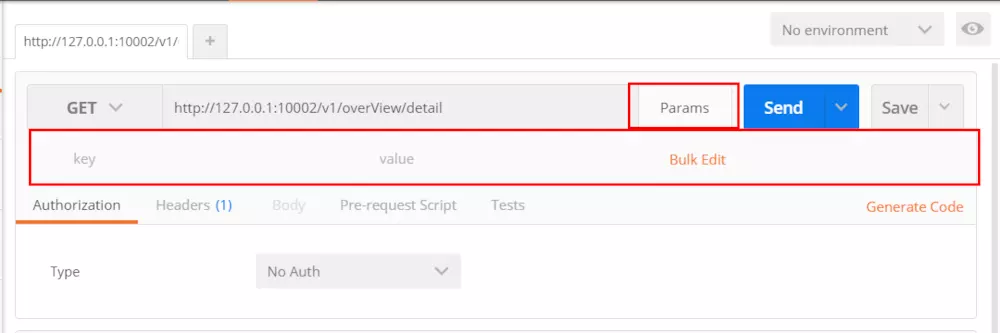 No environment
http://127.0.0.1:10002/v1/
+
GET http://127.0.0.1:10002/v1/overView/detail Params Send Save
key value Bulk Edit
Authorization Headers (1) Body Pre-request Script Tests Generate Code
Type No Auth